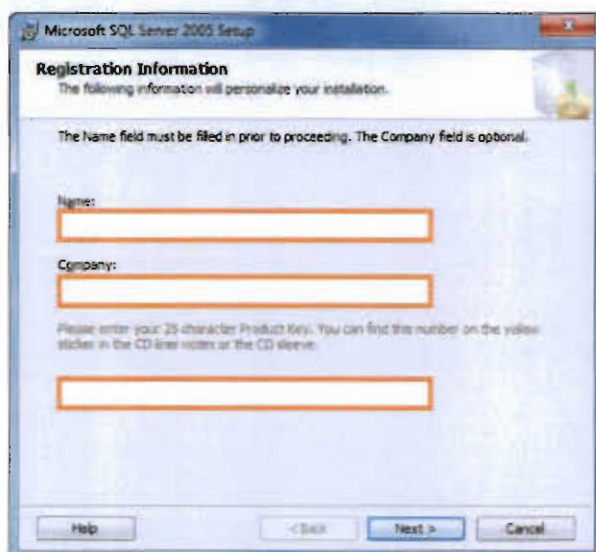 Microsoft SQL Server 2005 Setup
Registration Information
The following information will personalize your installation.
The Name field must be filled in prior to proceeding. The Company field is optional.
Name:
Company:
Please enter your 25 character Product Key. You can find this number on the yellow
sticker in the CD liner notes or the CD sleeve.
Help
< Back
Next >
Cancel